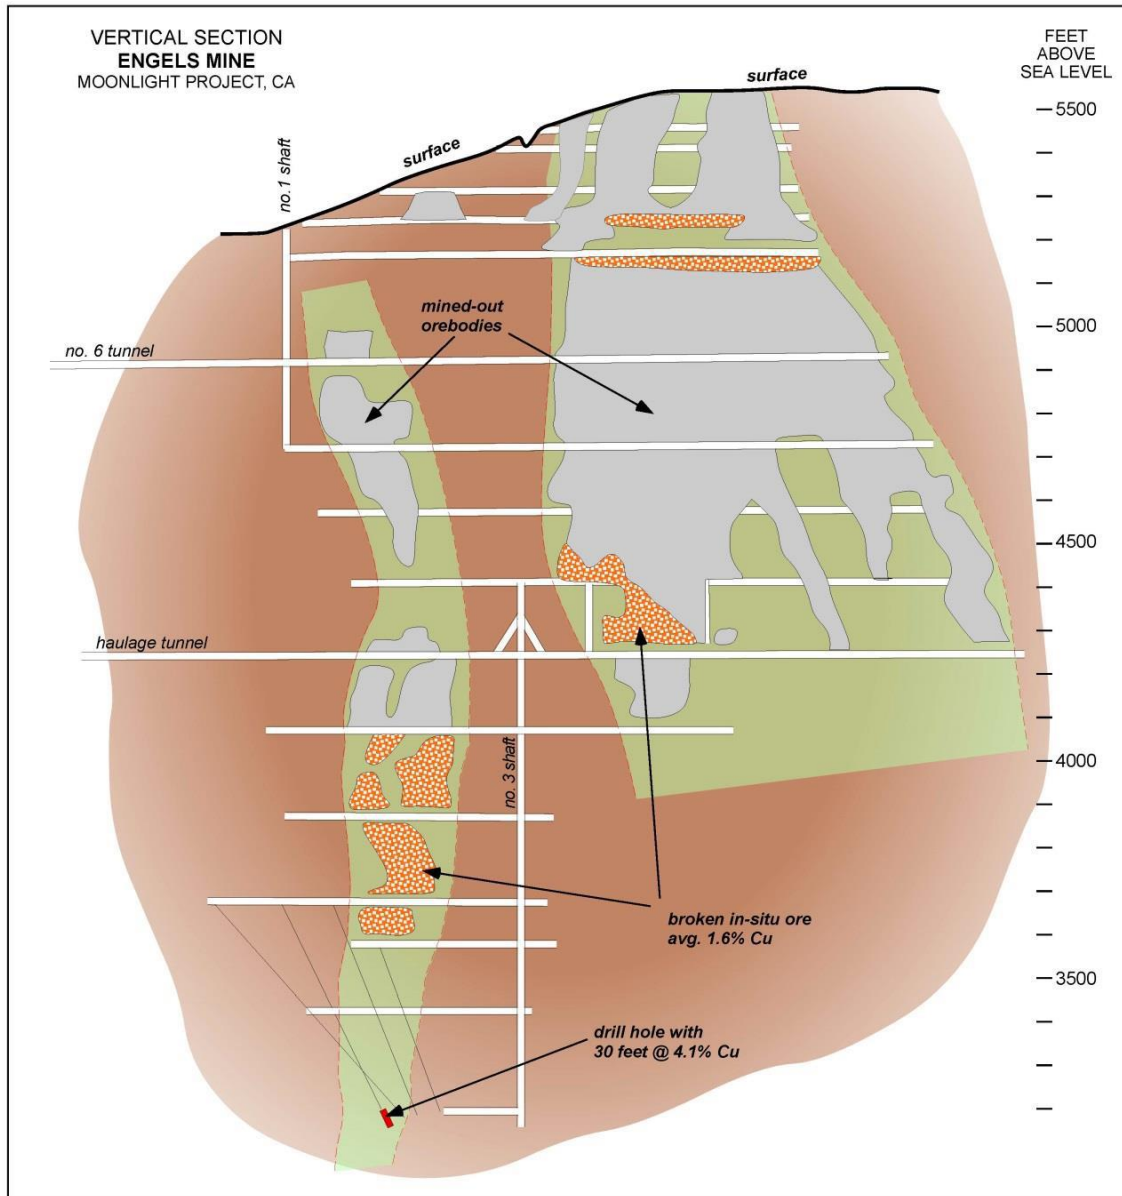 VERTICAL SECTION
ENGELS MINE
MOONLIGHT PROJECT, CA
FEET
ABOVE
SEA LEVEL
surface
5500
no.1 shaft
surface
mined-out
orebodies
5000
no. 6 tunnel
4500
haulage tunnel
no. 3 shaft
4000
broken in-situ ore
avg. 1.6% Cu
3500
drill hole with
30 feet @ 4.1% Cu